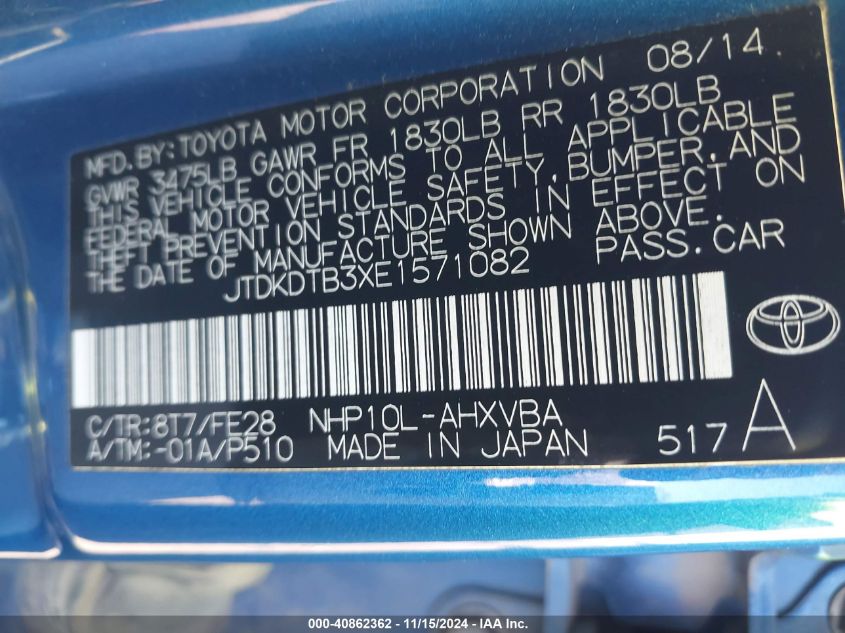 MFD.BY:TOYOTA MOTOR CORPORATION 08/14
GVWR 3475LB GAWR FR 1830LB RR 1830LB
THIS VEHICLE CONFORMS TO ALL APPLICABLE
FEDERAL MOTOR VEHICLE SAFETY,BUMPER,AND
THEFT PREVENTION STANDARDS IN EFFECT ON
THE DATE OF MANUFACTURE SHOWN ABOVE.
JTDKDTB3XE1571082 PASS.CAR
C/TR:8T7/FE28 NHP10L-AHXVBA
A/TM:-01A/P510 MADE IN JAPAN 517A
000-40862362 - 11/15/2024 - IAA Inc.